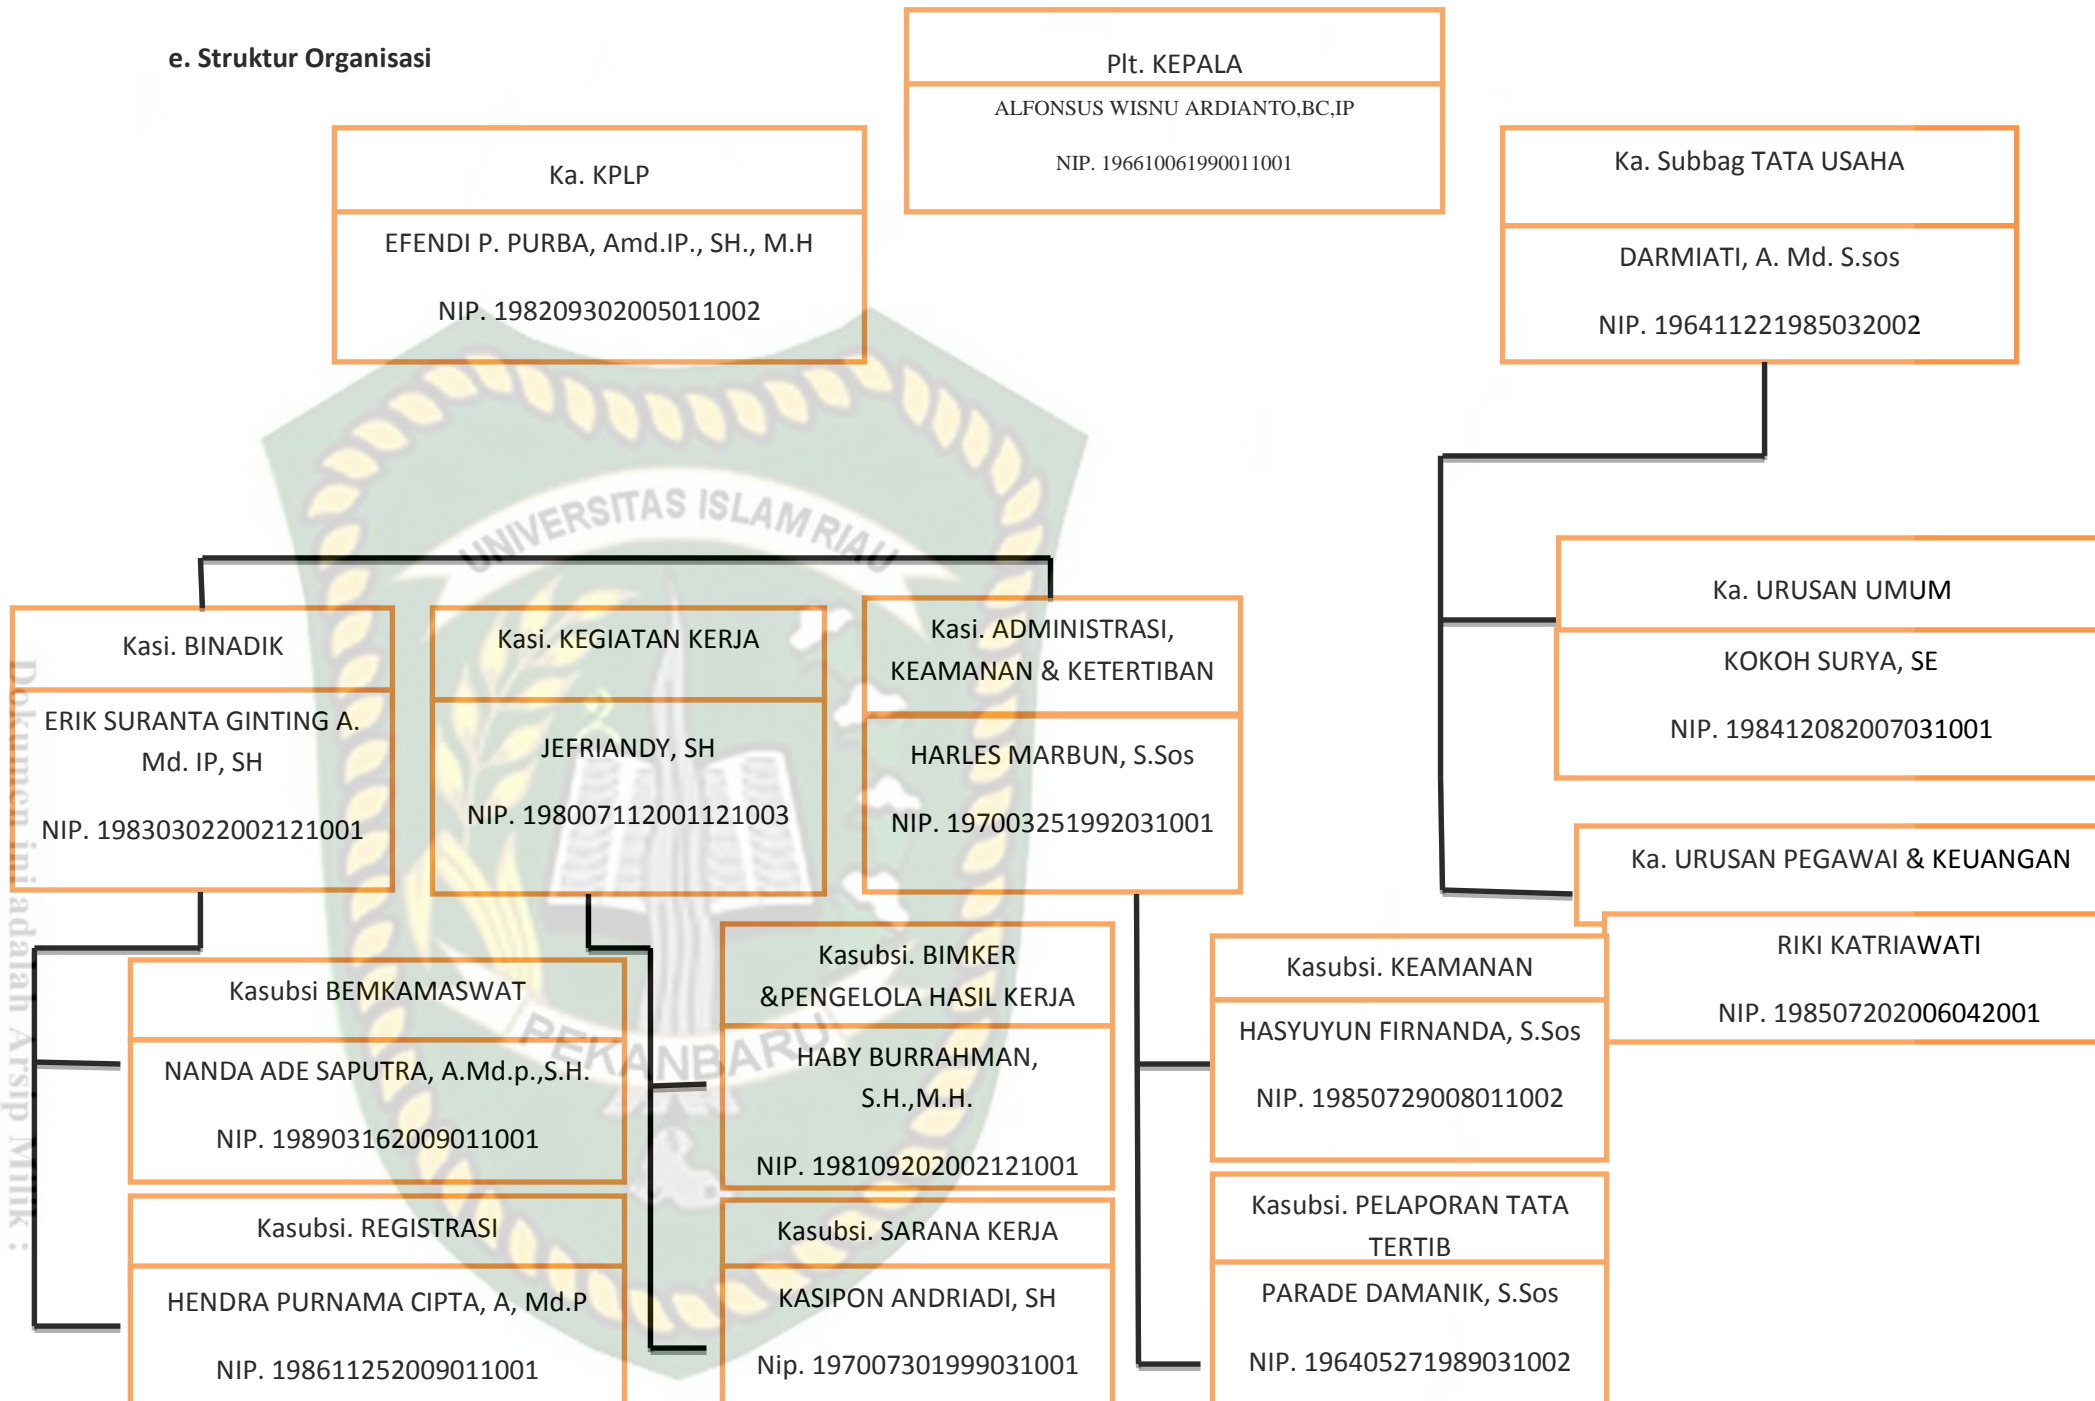 e. Struktur Organisasi
Plt. KEPALA
ALFONSUS WISNU ARDIANTO,BC,IP
NIP. 196610061990011001
Ka. KPLP
EFENDI P. PURBA, Amd.IP., SH., M.H
NIP. 198209302005011002
Ka. Subbag TATA USAHA
DARMIATI, A. Md. S.sos
NIP. 196411221985032002
UNIVERSITAS ISLAM RIAU
Ka. URUSAN UMUM
KOKOH SURYA, SE
NIP. 198412082007031001
Ka. URUSAN PEGAWAI & KEUANGAN
RIKI KATRIAWATI
NIP. 198507202006042001
Kasi. BINADIK
ERIK SURANTA GINTING A.
Md. IP, SH
NIP. 198303022002121001
Kasi. KEGIATAN KERJA
JEFRIANDY, SH
NIP. 198007112001121003
Kasi. ADMINISTRASI,
KEAMANAN & KETERTIBAN
HARLES MARBUN, S.Sos
NIP. 197003251992031001
Kasubsi BEMKAMASWAT
NANDA ADE SAPUTRA, A.Md.p.,S.H.
NIP. 198903162009011001
Kasubsi. REGISTRASI
HENDRA PURNAMA CIPTA, A, Md.P
NIP. 198611252009011001
Kasubsi. BIMKER
&PENGELOLA HASIL KERJA
HABY BURRAHMAN,
S.H.,M.H.
NIP. 198109202002121001
Kasubsi. SARANA KERJA
KASIPON ANDRIADI, SH
Nip. 197007301999031001
Kasubsi. KEAMANAN
HASYUYUN FIRNANDA, S.Sos
NIP. 19850729008011002
Kasubsi. PELAPORAN TATA
TERTIB
PARADE DAMANIK, S.Sos
NIP. 196405271989031002
PEKANBARU
Dokumen ini adalah Arsip Milik :